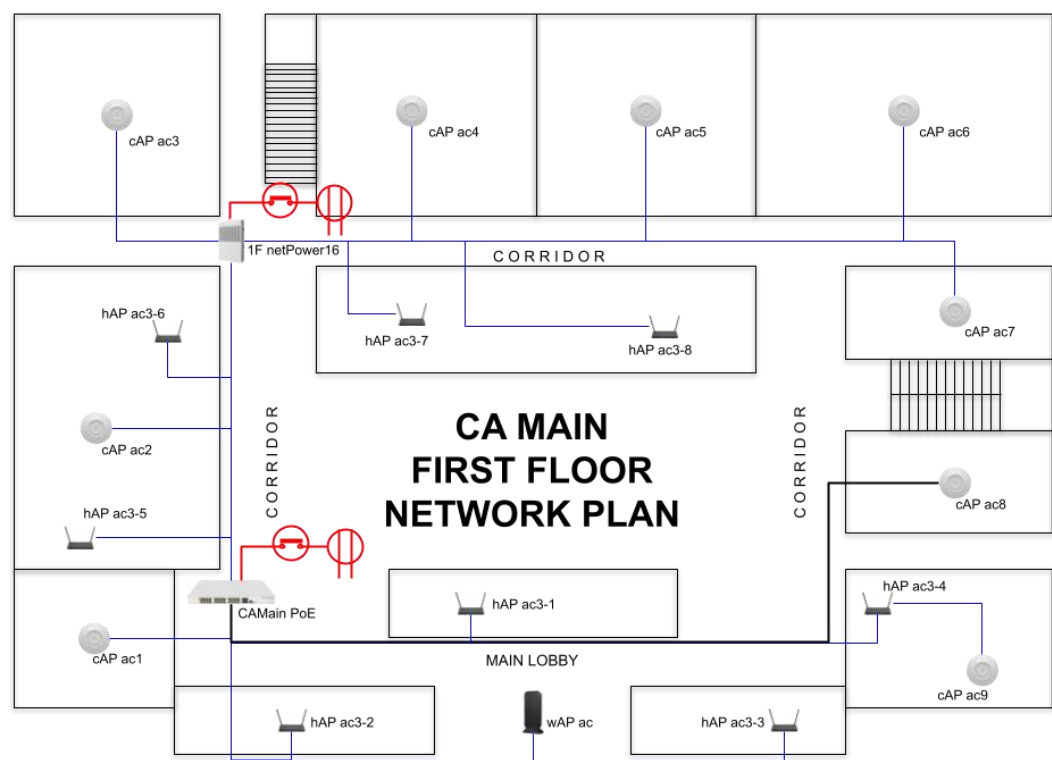 cAP ac3
cAP ac4
cAP ac5
cAP ac6
1F netPower16
CORRIDOR
hAP ac3-6
hAP ac3-7
hAP ac3-8
cAP ac7
CORRIDOR
CORRIDOR
CA MAIN
FIRST FLOOR
NETWORK PLAN
cAP ac2
cAP ac8
hAP ac3-5
CAMain PoE
hAP ac3-1
hAP ac3-4
cAP ac1
MAIN LOBBY
cAP ac9
hAP ac3-2
wAP ac
hAP ac3-3